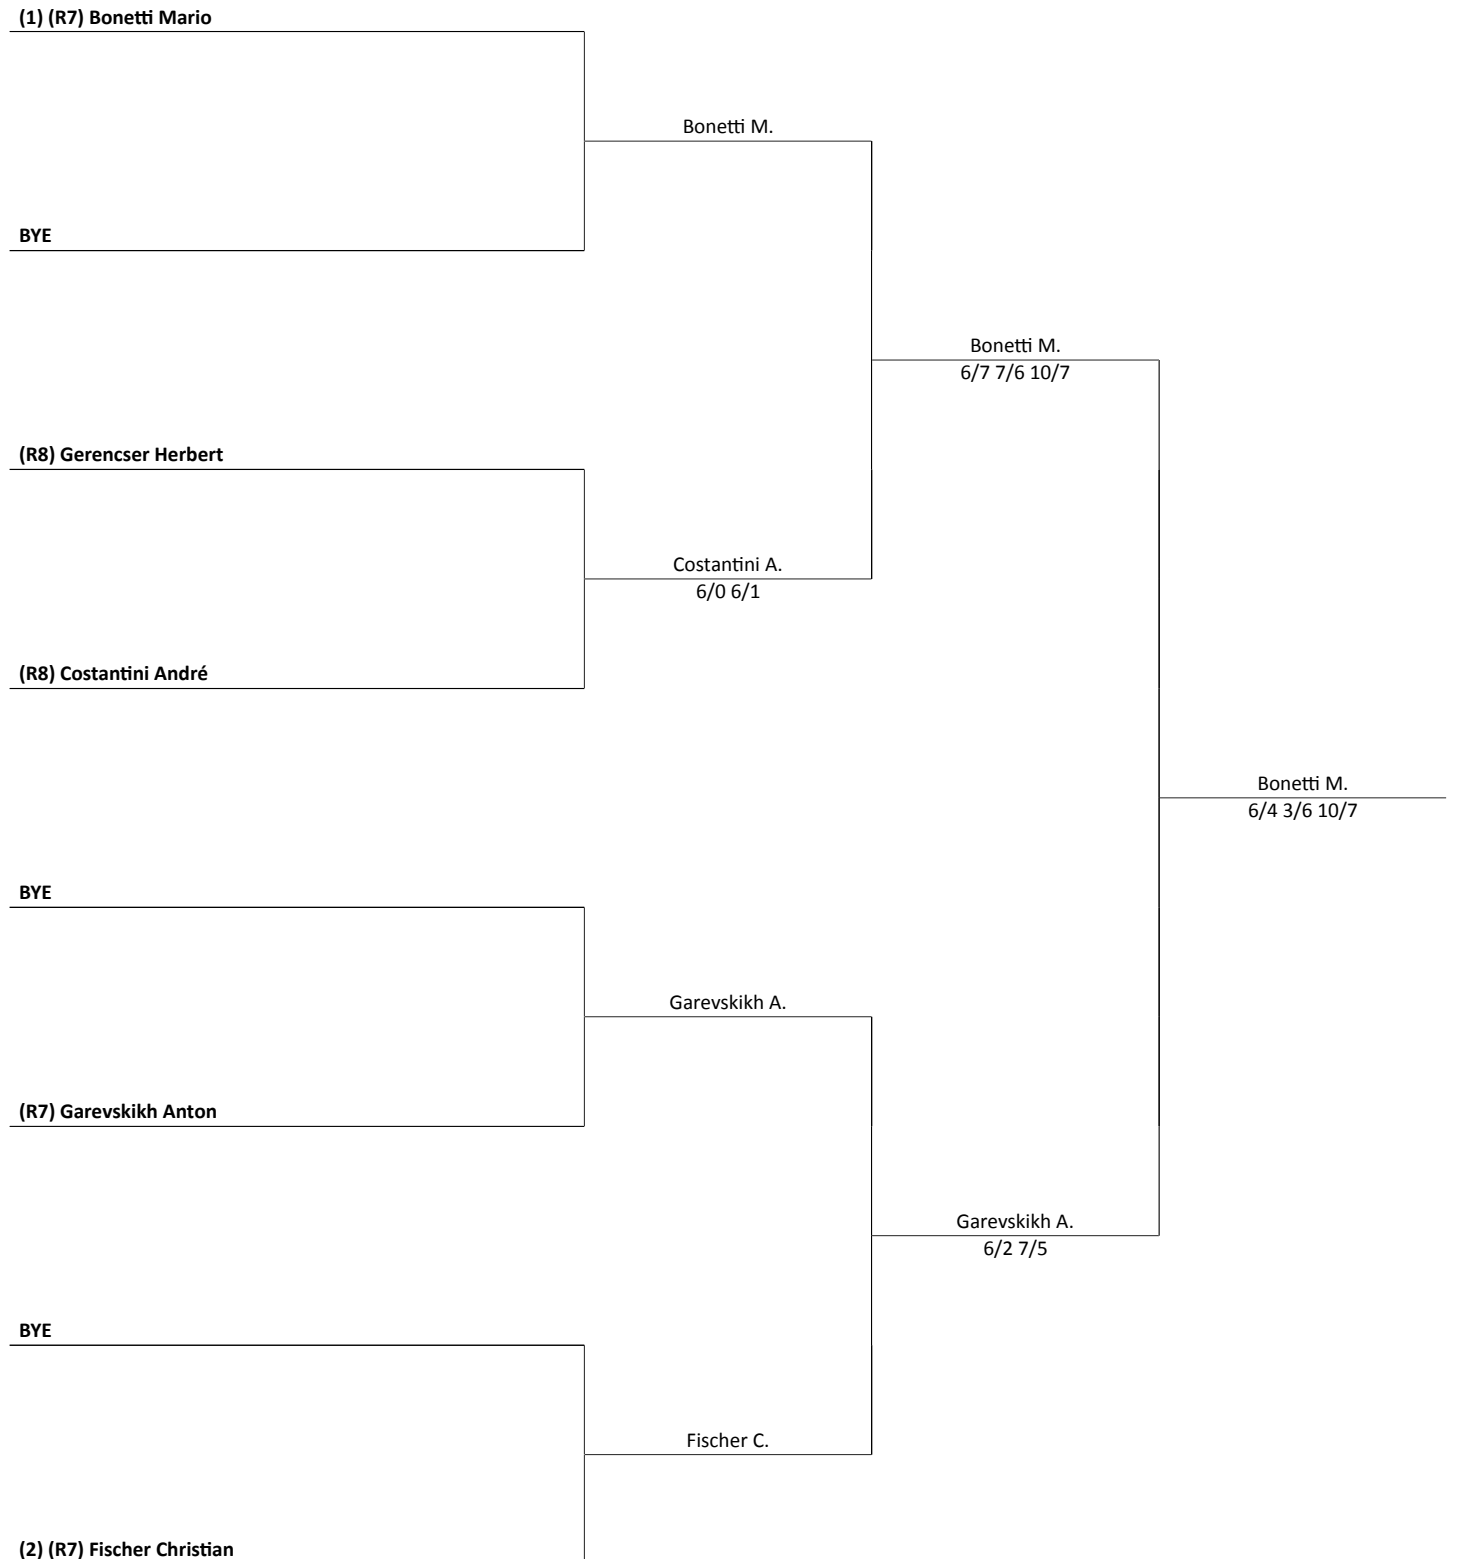 (1) (R7) Bonetti Mario
Bonetti M.
BYE
Bonetti M.
6/7 7/6 10/7
(R8) Gerencser Herbert
Costantini A.
6/0 6/1
(R8) Costantini André
Bonetti M.
6/4 3/6 10/7
BYE
Garevskikh A.
(R7) Garevskikh Anton
Garevskikh A.
6/2 7/5
BYE
Fischer C.
(2) (R7) Fischer Christian